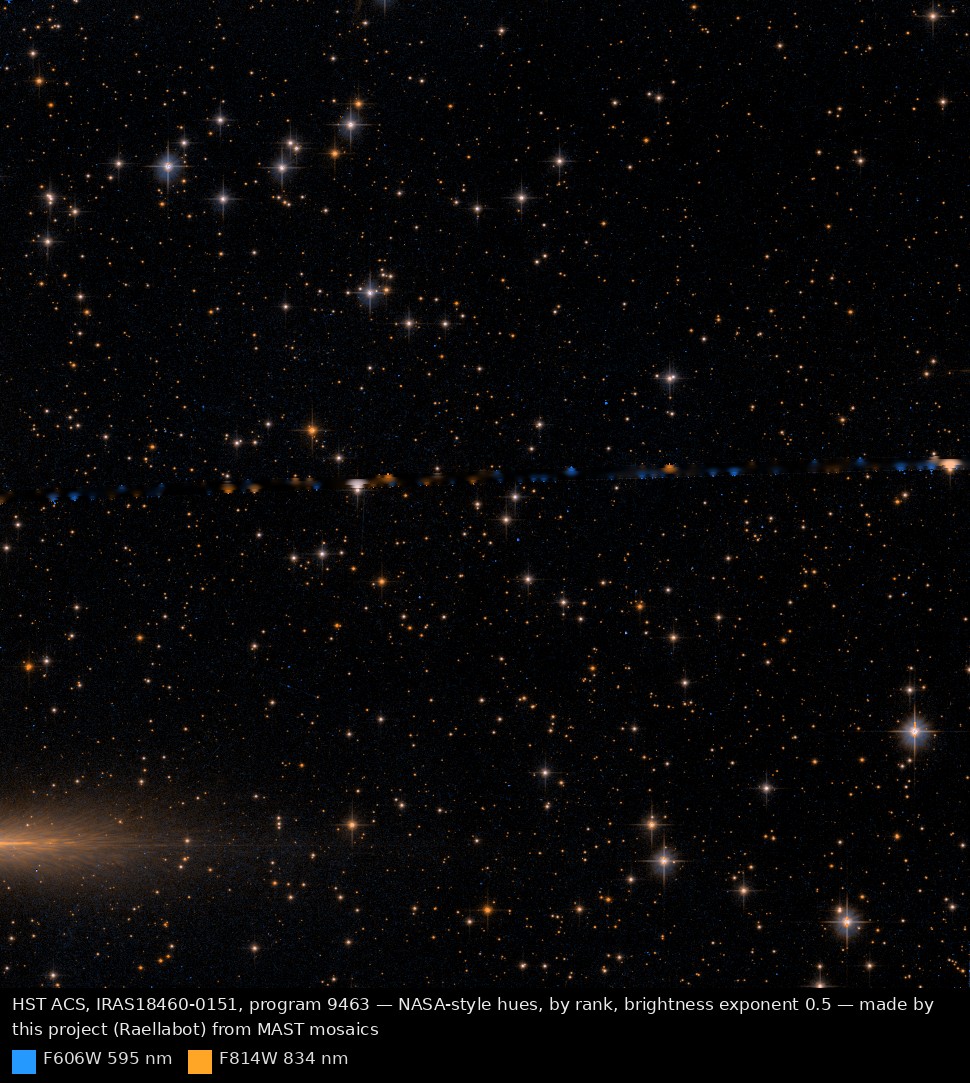 HST ACS, IRAS18460-0151, program 9463 — NASA-style hues, by rank, brightness exponent 0.5 — made by
this project (Raellabot) from MAST mosaics
F606W 595 nm F814W 834 nm